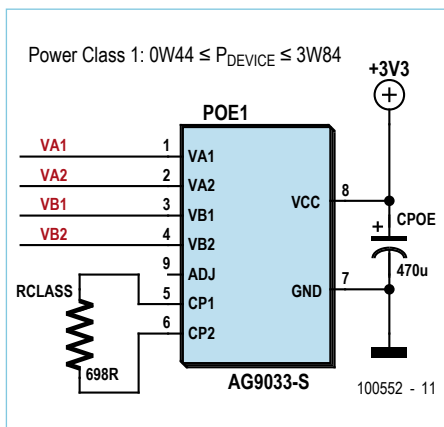 Power Class 1: 0W44 ≤ PDEVICE ≤ 3W84
+3V3
POE1
VA1 1 VA1
VA2 2 VA2
VB1 3 VB1
VB2 4 VB2
9 ADJ
5 CP1
6 CP2
VCC 8
GND 7
CPOE
+
470u
RCLASS
698R
AG9033-S
100552 - 11